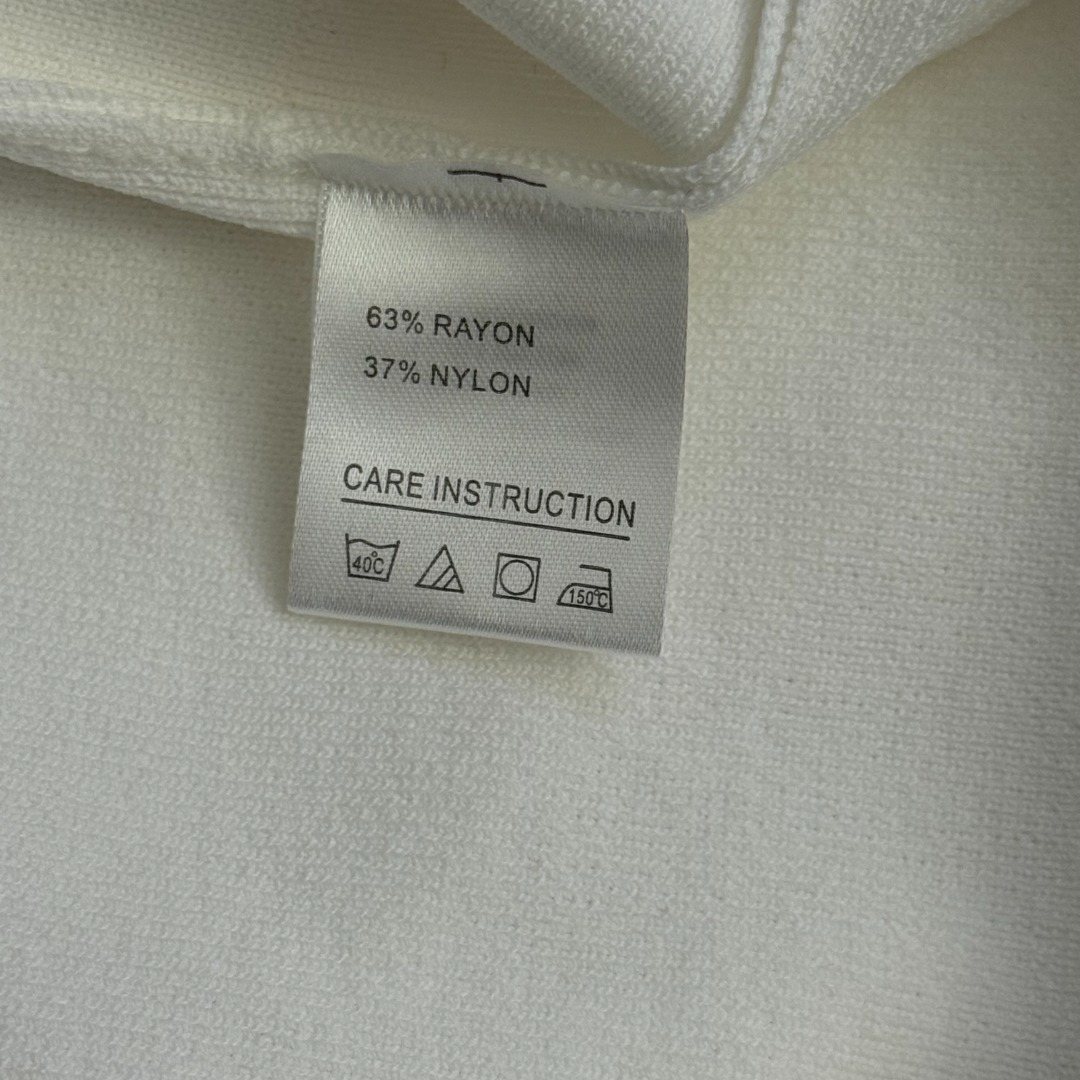 63% RAYON
37% NYLON
CARE INSTRUCTION
40℃ 150℃